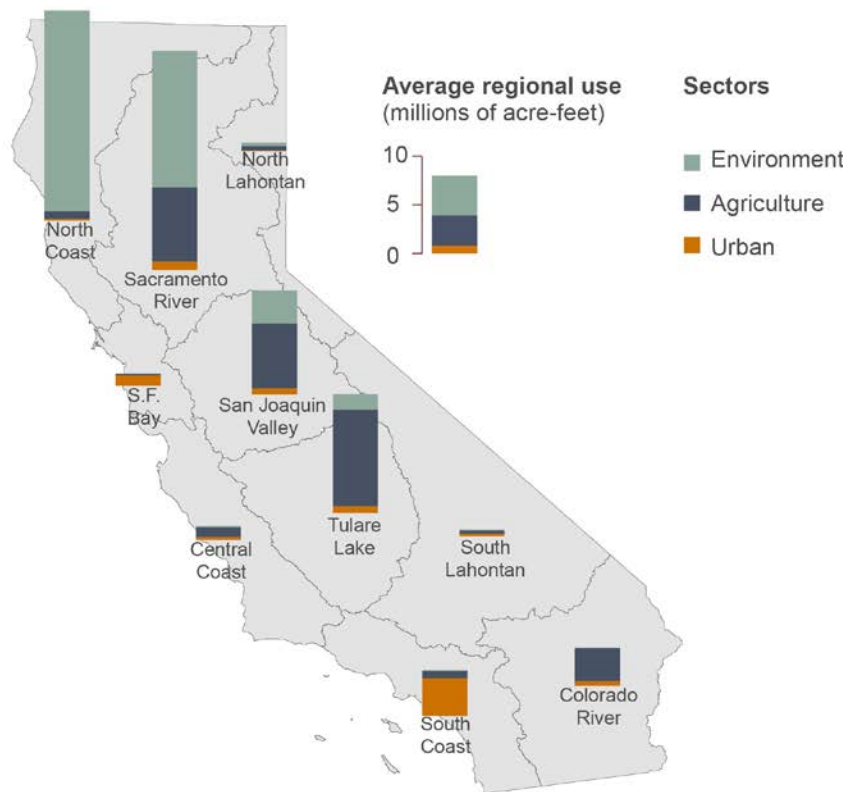 Average regional use
(millions of acre-feet)
10
5
0
Sectors
Environment
Agriculture
Urban
North
Coast
Sacramento
River
North
Lahontan
S.F.
Bay
San Joaquin
Valley
Tulare
Lake
Central
Coast
South
Lahontan
South
Coast
Colorado
River